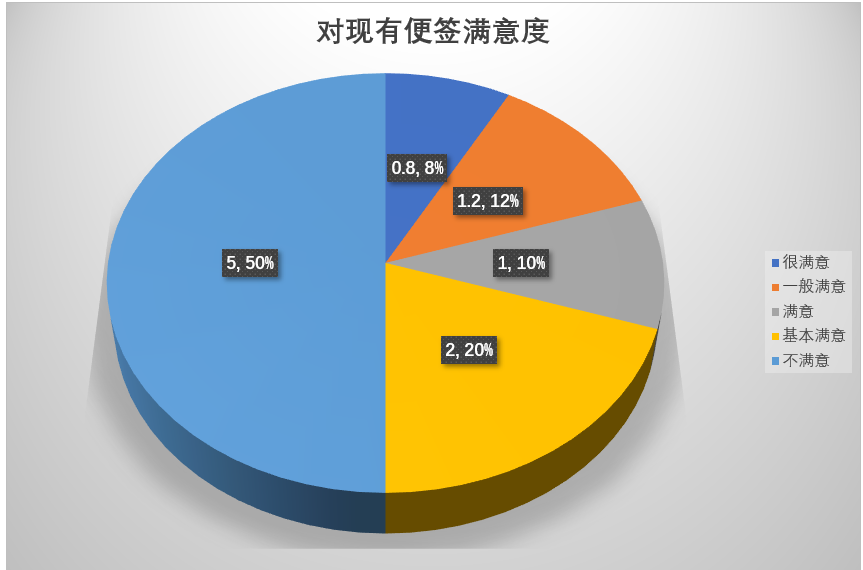 对现有便签满意度
0.8, 8%
1.2, 12%
1, 10%
5, 50%
2, 20%
很满意
一般满意
满意
基本满意
不满意